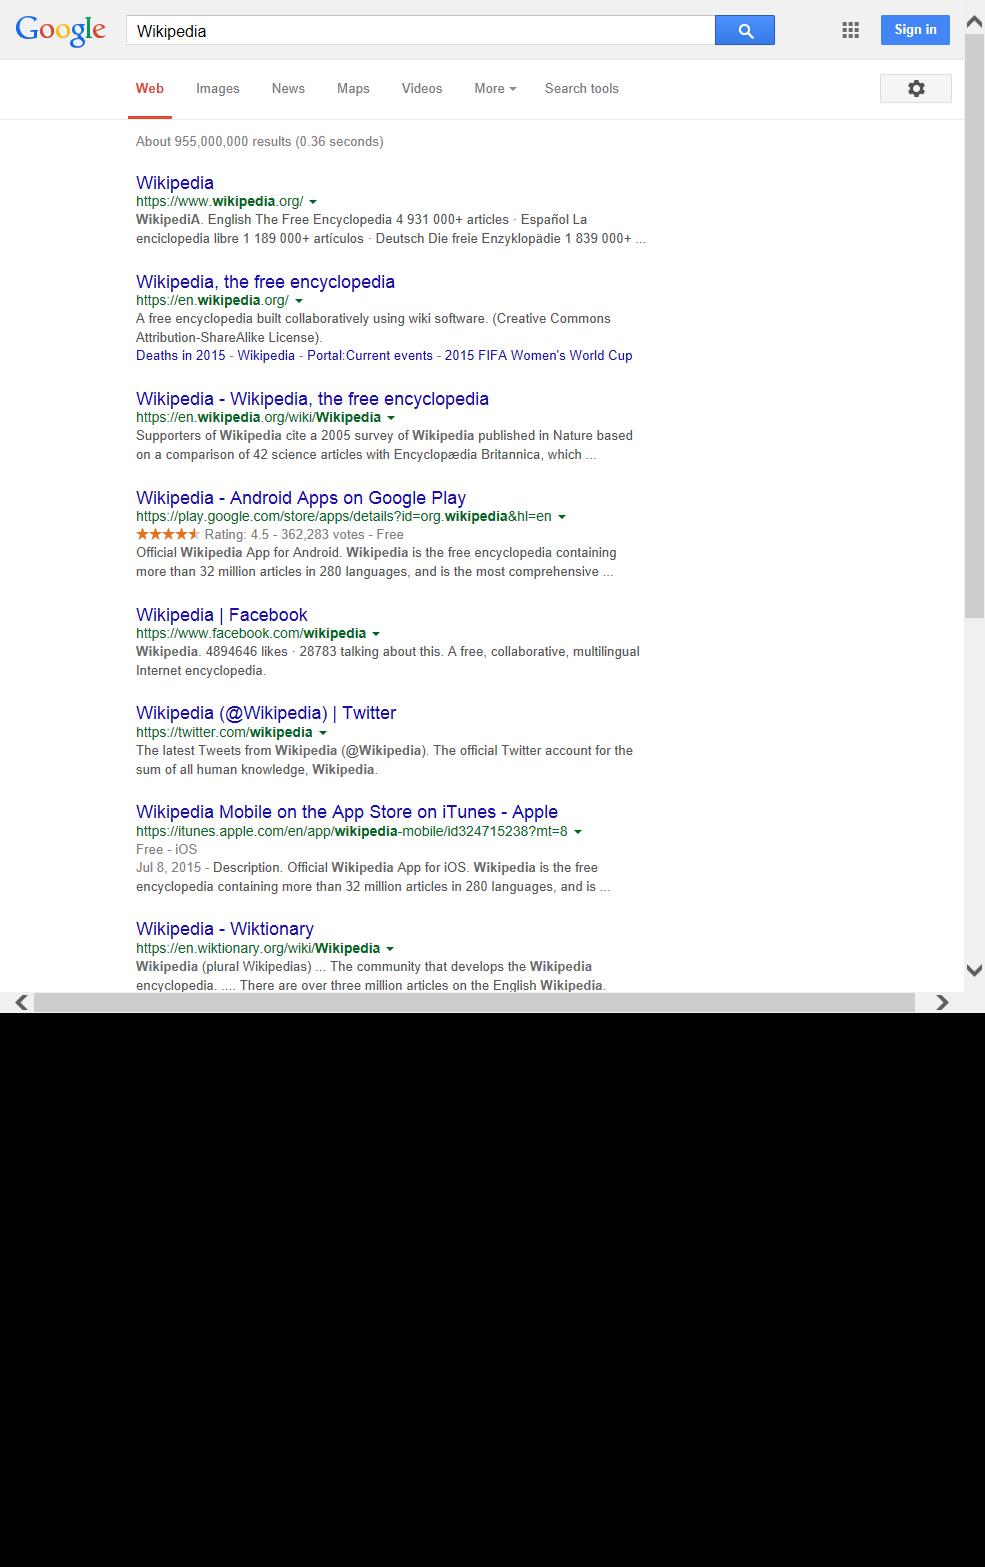 Google Wikipedia Sign in
Web Images News Maps Videos More Search tools
About 955,000,000 results (0.36 seconds)
Wikipedia
https://www.wikipedia.org/
WikipediA. English The Free Encyclopedia 4 931 000+ articles · Español La
enciclopedia libre 1 189 000+ artículos · Deutsch Die freie Enzyklopädie 1 839 000+ ...
Wikipedia, the free encyclopedia
https://en.wikipedia.org/
A free encyclopedia built collaboratively using wiki software. (Creative Commons
Attribution-ShareAlike License).
Deaths in 2015 - Wikipedia - Portal:Current events - 2015 FIFA Women's World Cup
Wikipedia - Wikipedia, the free encyclopedia
https://en.wikipedia.org/wiki/Wikipedia
Supporters of Wikipedia cite a 2005 survey of Wikipedia published in Nature based
on a comparison of 42 science articles with Encyclopædia Britannica, which ...
Wikipedia - Android Apps on Google Play
https://play.google.com/store/apps/details?id=org.wikipedia&hl=en
Rating: 4.5 - 362,283 votes - Free
Official Wikipedia App for Android. Wikipedia is the free encyclopedia containing
more than 32 million articles in 280 languages, and is the most comprehensive ...
Wikipedia | Facebook
https://www.facebook.com/wikipedia
Wikipedia. 4894646 likes · 28783 talking about this. A free, collaborative, multilingual
Internet encyclopedia.
Wikipedia (@Wikipedia) | Twitter
https://twitter.com/wikipedia
The latest Tweets from Wikipedia (@Wikipedia). The official Twitter account for the
sum of all human knowledge, Wikipedia.
Wikipedia Mobile on the App Store on iTunes - Apple
https://itunes.apple.com/en/app/wikipedia-mobile/id324715238?mt=8
Free - iOS
Jul 8, 2015 - Description. Official Wikipedia App for iOS. Wikipedia is the free
encyclopedia containing more than 32 million articles in 280 languages, and is ...
Wikipedia - Wiktionary
https://en.wiktionary.org/wiki/Wikipedia
Wikipedia (plural Wikipedias) ... The community that develops the Wikipedia
encyclopedia. .... There are over three million articles on the English Wikipedia.